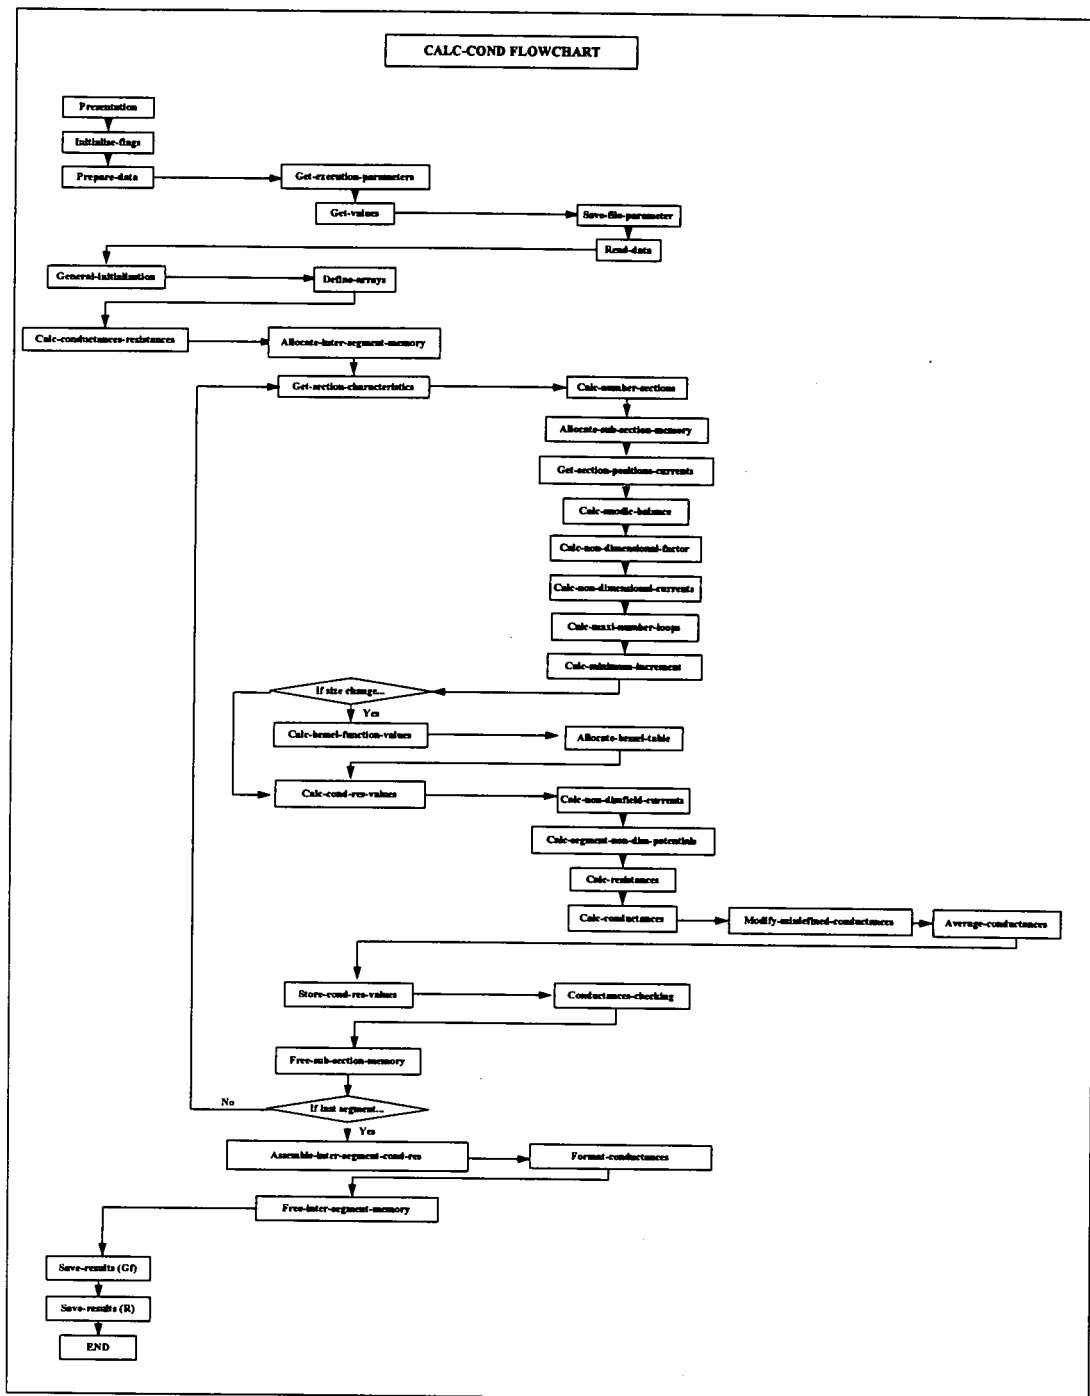 CALC-COND FLOWCHART
Presentation
Initialise-flags
Prepare-data
Get-execution-parameters
Get-values
Save-file-parameter
Read-data
General-initialisation
Define-arrays
Calc-conductances-resistances
Allocate-inter-segment-memory
Get-section-characteristics
Calc-number-sections
Allocate-sub-section-memory
Get-section-positions-currents
Calc-anodic-balance
Calc-non-dimensional-factor
Calc-non-dimensional-currents
Calc-maxi-number-loops
Calc-minimum-increment
If size change...
Yes
Calc-bessel-function-values
Allocate-bessel-table
Calc-cond-res-values
Calc-non-dimfield-currents
Calc-segment-non-dim-potentials
Calc-resistances
Calc-conductances
Modify-misdefined-conductances
Average-conductances
Store-cond-res-values
Conductances-checking
Free-sub-section-memory
No
If last segment...
Yes
Assemble-inter-segment-cond-res
Format-conductances
Free-inter-segment-memory
Save-results (Gf)
Save-results (R)
END